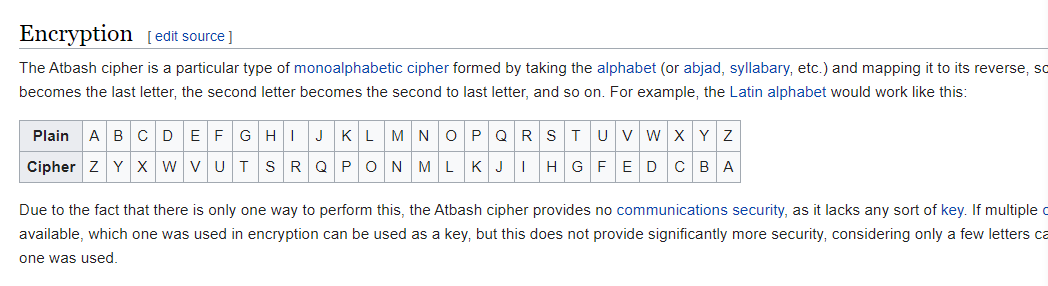 Encryption [ edit source ]
The Atbash cipher is a particular type of monoalphabetic cipher formed by taking the alphabet (or abjad, syllabary, etc.) and mapping it to its reverse,
becomes the last letter, the second letter becomes the second to last letter, and so on. For example, the Latin alphabet would work like this:
Plain A B C D E F G H I J K L M N O P Q R S T U V W X Y Z
Cipher Z Y X W V U T S R Q P O N M L K J I H G F E D C B A
Due to the fact that there is only one way to perform this, the Atbash cipher provides no communications security, as it lacks any sort of key. If multiple
available, which one was used in encryption can be used as a key, but this does not provide significantly more security, considering only a few letters
one was used.